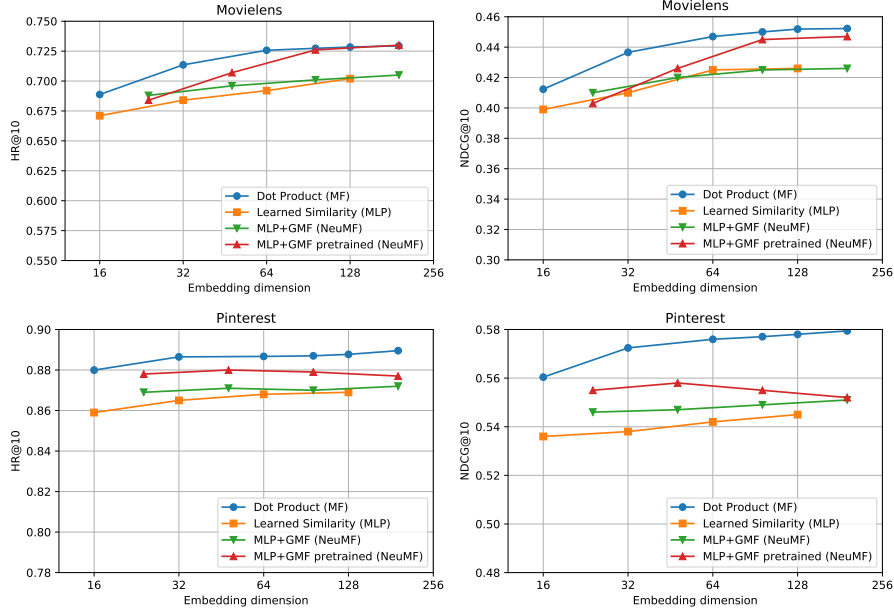 Movielens
0.750
0.725
0.700
0.675
0.650
0.625
0.600
0.575
0.550
HR@10
16 32 64 128 256
Embedding dimension
Dot Product (MF)
Learned Similarity (MLP)
MLP+GMF (NeuMF)
MLP+GMF pretrained (NeuMF)
Movielens
0.46
0.44
0.42
0.40
0.38
0.36
0.34
0.32
0.30
NDCG@10
16 32 64 128 256
Embedding dimension
Dot Product (MF)
Learned Similarity (MLP)
MLP+GMF (NeuMF)
MLP+GMF pretrained (NeuMF)
Pinterest
0.90
0.88
0.86
0.84
0.82
0.80
0.78
HR@10
16 32 64 128 256
Embedding dimension
Dot Product (MF)
Learned Similarity (MLP)
MLP+GMF (NeuMF)
MLP+GMF pretrained (NeuMF)
Pinterest
0.58
0.56
0.54
0.52
0.50
0.48
NDCG@10
16 32 64 128 256
Embedding dimension
Dot Product (MF)
Learned Similarity (MLP)
MLP+GMF (NeuMF)
MLP+GMF pretrained (NeuMF)